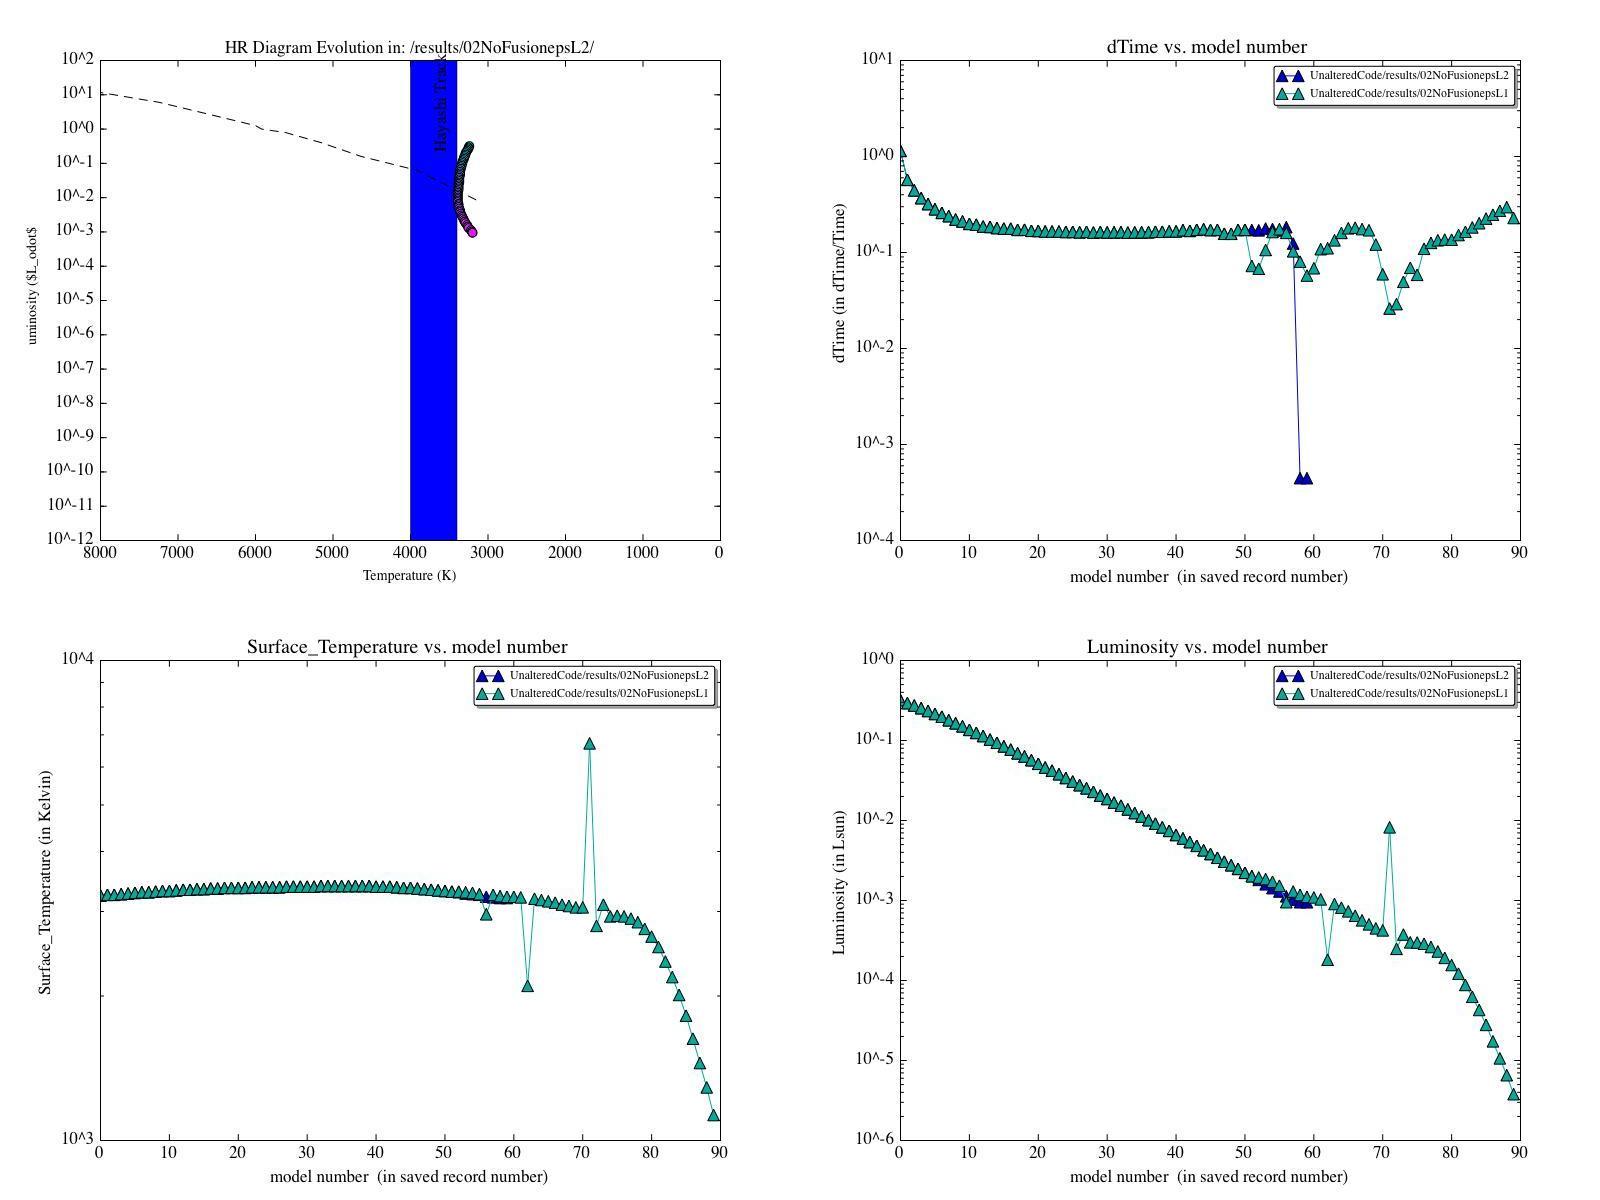 HR Diagram Evolution in: /results/02NoFusionepsL2/
10^2
10^1
10^0
10^-1
10^-2
10^-3
10^-4
10^-5
10^-6
10^-7
10^-8
10^-9
10^-10
10^-11
10^-12
uminosity ($L_odot$
Hayashi Track
8000 7000 6000 5000 4000 3000 2000 1000 0
Temperature (K)
dTime vs. model number
UnalteredCode/results/02NoFusionepsL2
UnalteredCode/results/02NoFusionepsL1
10^1
10^0
10^-1
10^-2
10^-3
10^-4
dTime (in dTime/Time)
0 10 20 30 40 50 60 70 80 90
model number (in saved record number)
Surface_Temperature vs. model number
UnalteredCode/results/02NoFusionepsL2
UnalteredCode/results/02NoFusionepsL1
10^4
10^3
Surface_Temperature (in Kelvin)
0 10 20 30 40 50 60 70 80 90
model number (in saved record number)
Luminosity vs. model number
UnalteredCode/results/02NoFusionepsL2
UnalteredCode/results/02NoFusionepsL1
10^0
10^-1
10^-2
10^-3
10^-4
10^-5
10^-6
Luminosity (in Lsun)
0 10 20 30 40 50 60 70 80 90
model number (in saved record number)